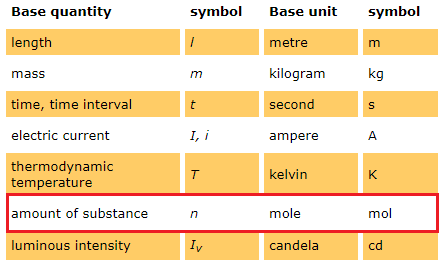 Base quantity symbol Base unit symbol
length l metre m
mass m kilogram kg
time, time interval t second s
electric current I, i ampere A
thermodynamic
temperature T kelvin K
amount of substance n mole mol
luminous intensity Iv candela cd